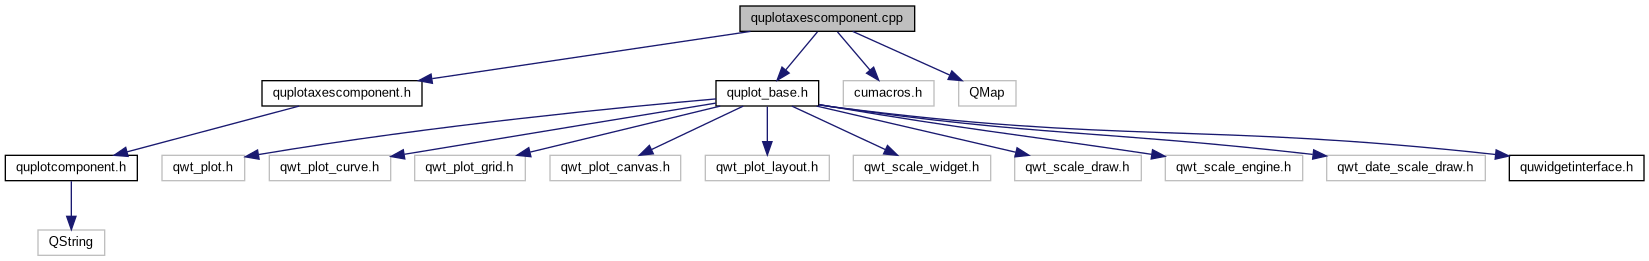 quplotaxescomponent.cpp
quplotaxescomponent.h
quplot_base.h
cumacros.h
QMap
quplotcomponent.h
qwt_plot.h
qwt_plot_curve.h
qwt_plot_grid.h
qwt_plot_canvas.h
qwt_plot_layout.h
qwt_scale_widget.h
qwt_scale_draw.h
qwt_scale_engine.h
qwt_date_scale_draw.h
quwidgetinterface.h
QString